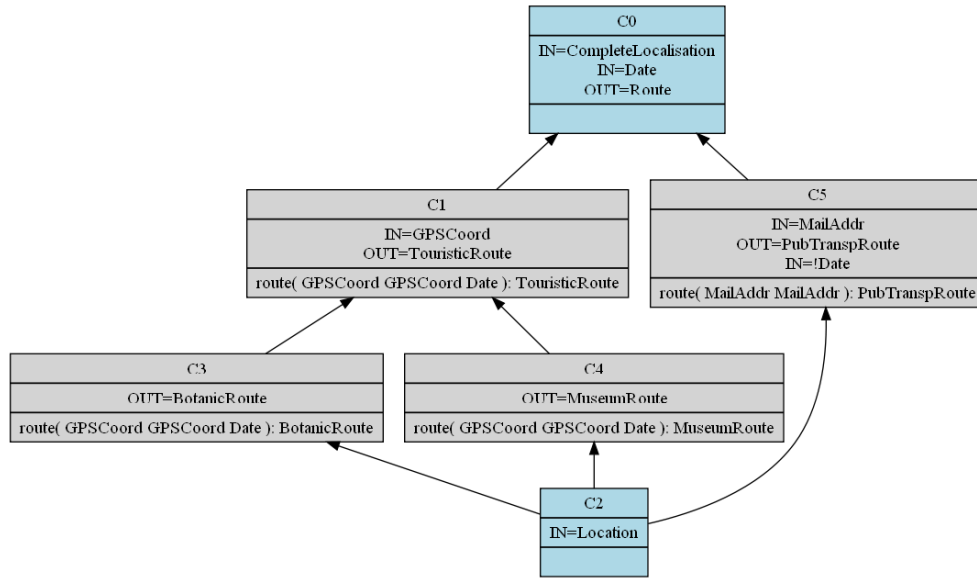 C0
IN=CompleteLocalisation
IN=Date
OUT=Route
C1
IN=GPSCoord
OUT=TouristicRoute
route( GPSCoord GPSCoord Date ): TouristicRoute
C5
IN=MailAddr
OUT=PubTranspRoute
IN=!Date
route( MailAddr MailAddr ): PubTranspRoute
C3
OUT=BotanicRoute
route( GPSCoord GPSCoord Date ): BotanicRoute
C4
OUT=MuseumRoute
route( GPSCoord GPSCoord Date ): MuseumRoute
C2
IN=Location